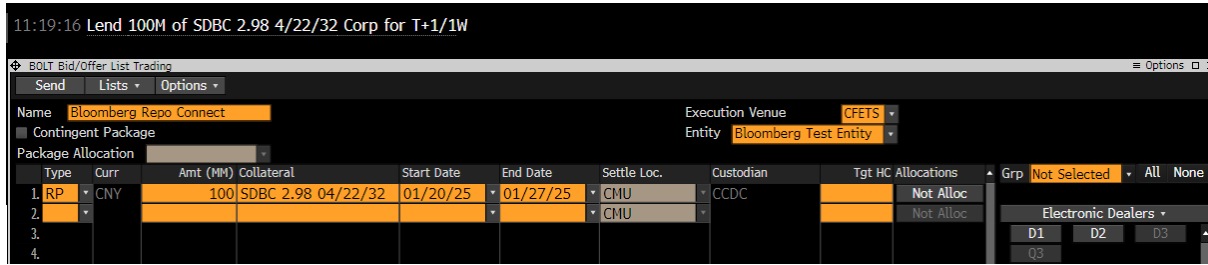 11:19:16 Lend 100M of SDBC 2.98 4/22/32 Corp for T+1/1W
BOLT Bid/Offer List Trading Options
Send Lists Options
Name Bloomberg Repo Connect Execution Venue CFETS
Contingent Package Entity Bloomberg Test Entity
Package Allocation
Type Curr Amt (MM) Collateral Start Date End Date Settle Loc. Custodian Tgt HC Allocations Grp Not Selected All None
1. RP CNY 100 SDBC 2.98 04/22/32 01/20/25 01/27/25 CMU CCDC Not Alloc
2. CMU Not Alloc Electronic Dealers
3. D1 D2 D3
4. Q3